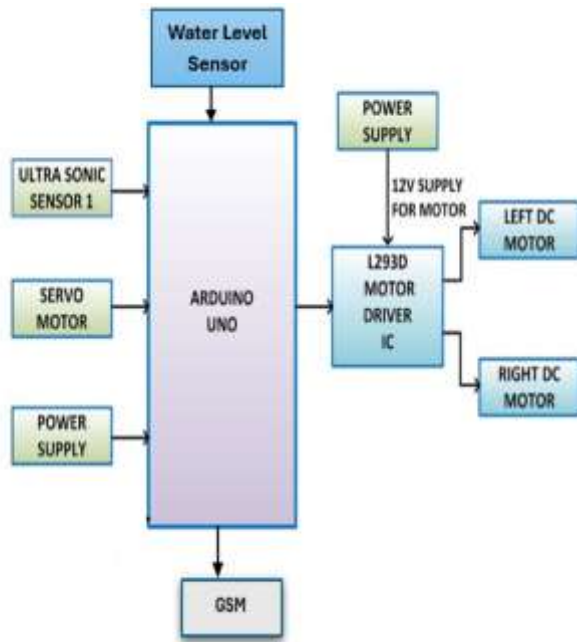 Water Level
Sensor
POWER
SUPPLY
ULTRA SONIC
SENSOR 1
12V SUPPLY
FOR MOTOR
LEFT DC
MOTOR
L293D
MOTOR
DRIVER
IC
SERVO
MOTOR
ARDUINO
UNO
RIGHT DC
MOTOR
POWER
SUPPLY
GSM